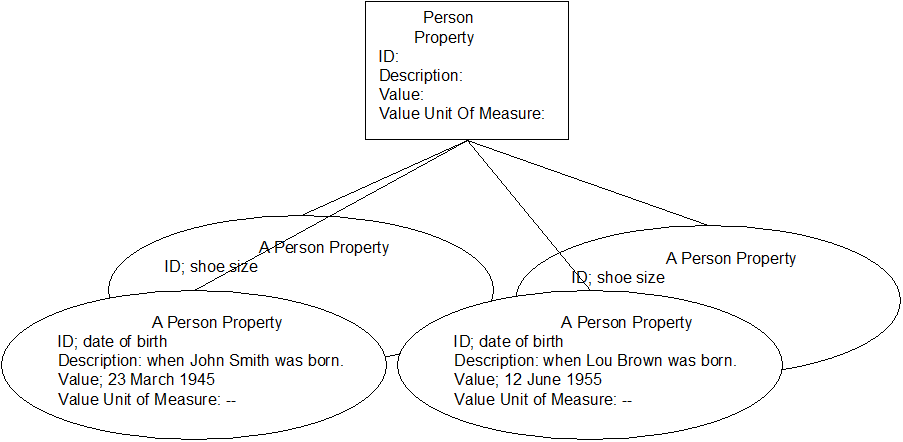 Person
Property
ID:
Description:
Value:
Value Unit Of Measure:
A Person Property
ID; shoe size
A Person Property
ID; shoe size
A Person Property
ID; date of birth
Description: when John Smith was born.
Value; 23 March 1945
Value Unit of Measure: --
A Person Property
ID; date of birth
Description: when Lou Brown was born.
Value; 12 June 1955
Value Unit of Measure: --